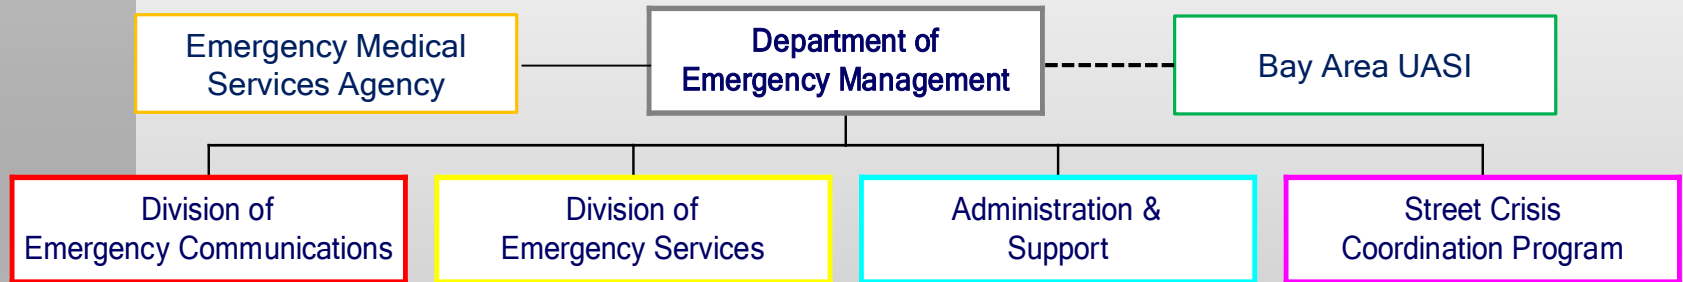 Emergency Medical
Services Agency
Department of
Emergency Management
Bay Area UASI
Division of
Emergency Communications
Division of
Emergency Services
Administration &
Support
Street Crisis
Coordination Program